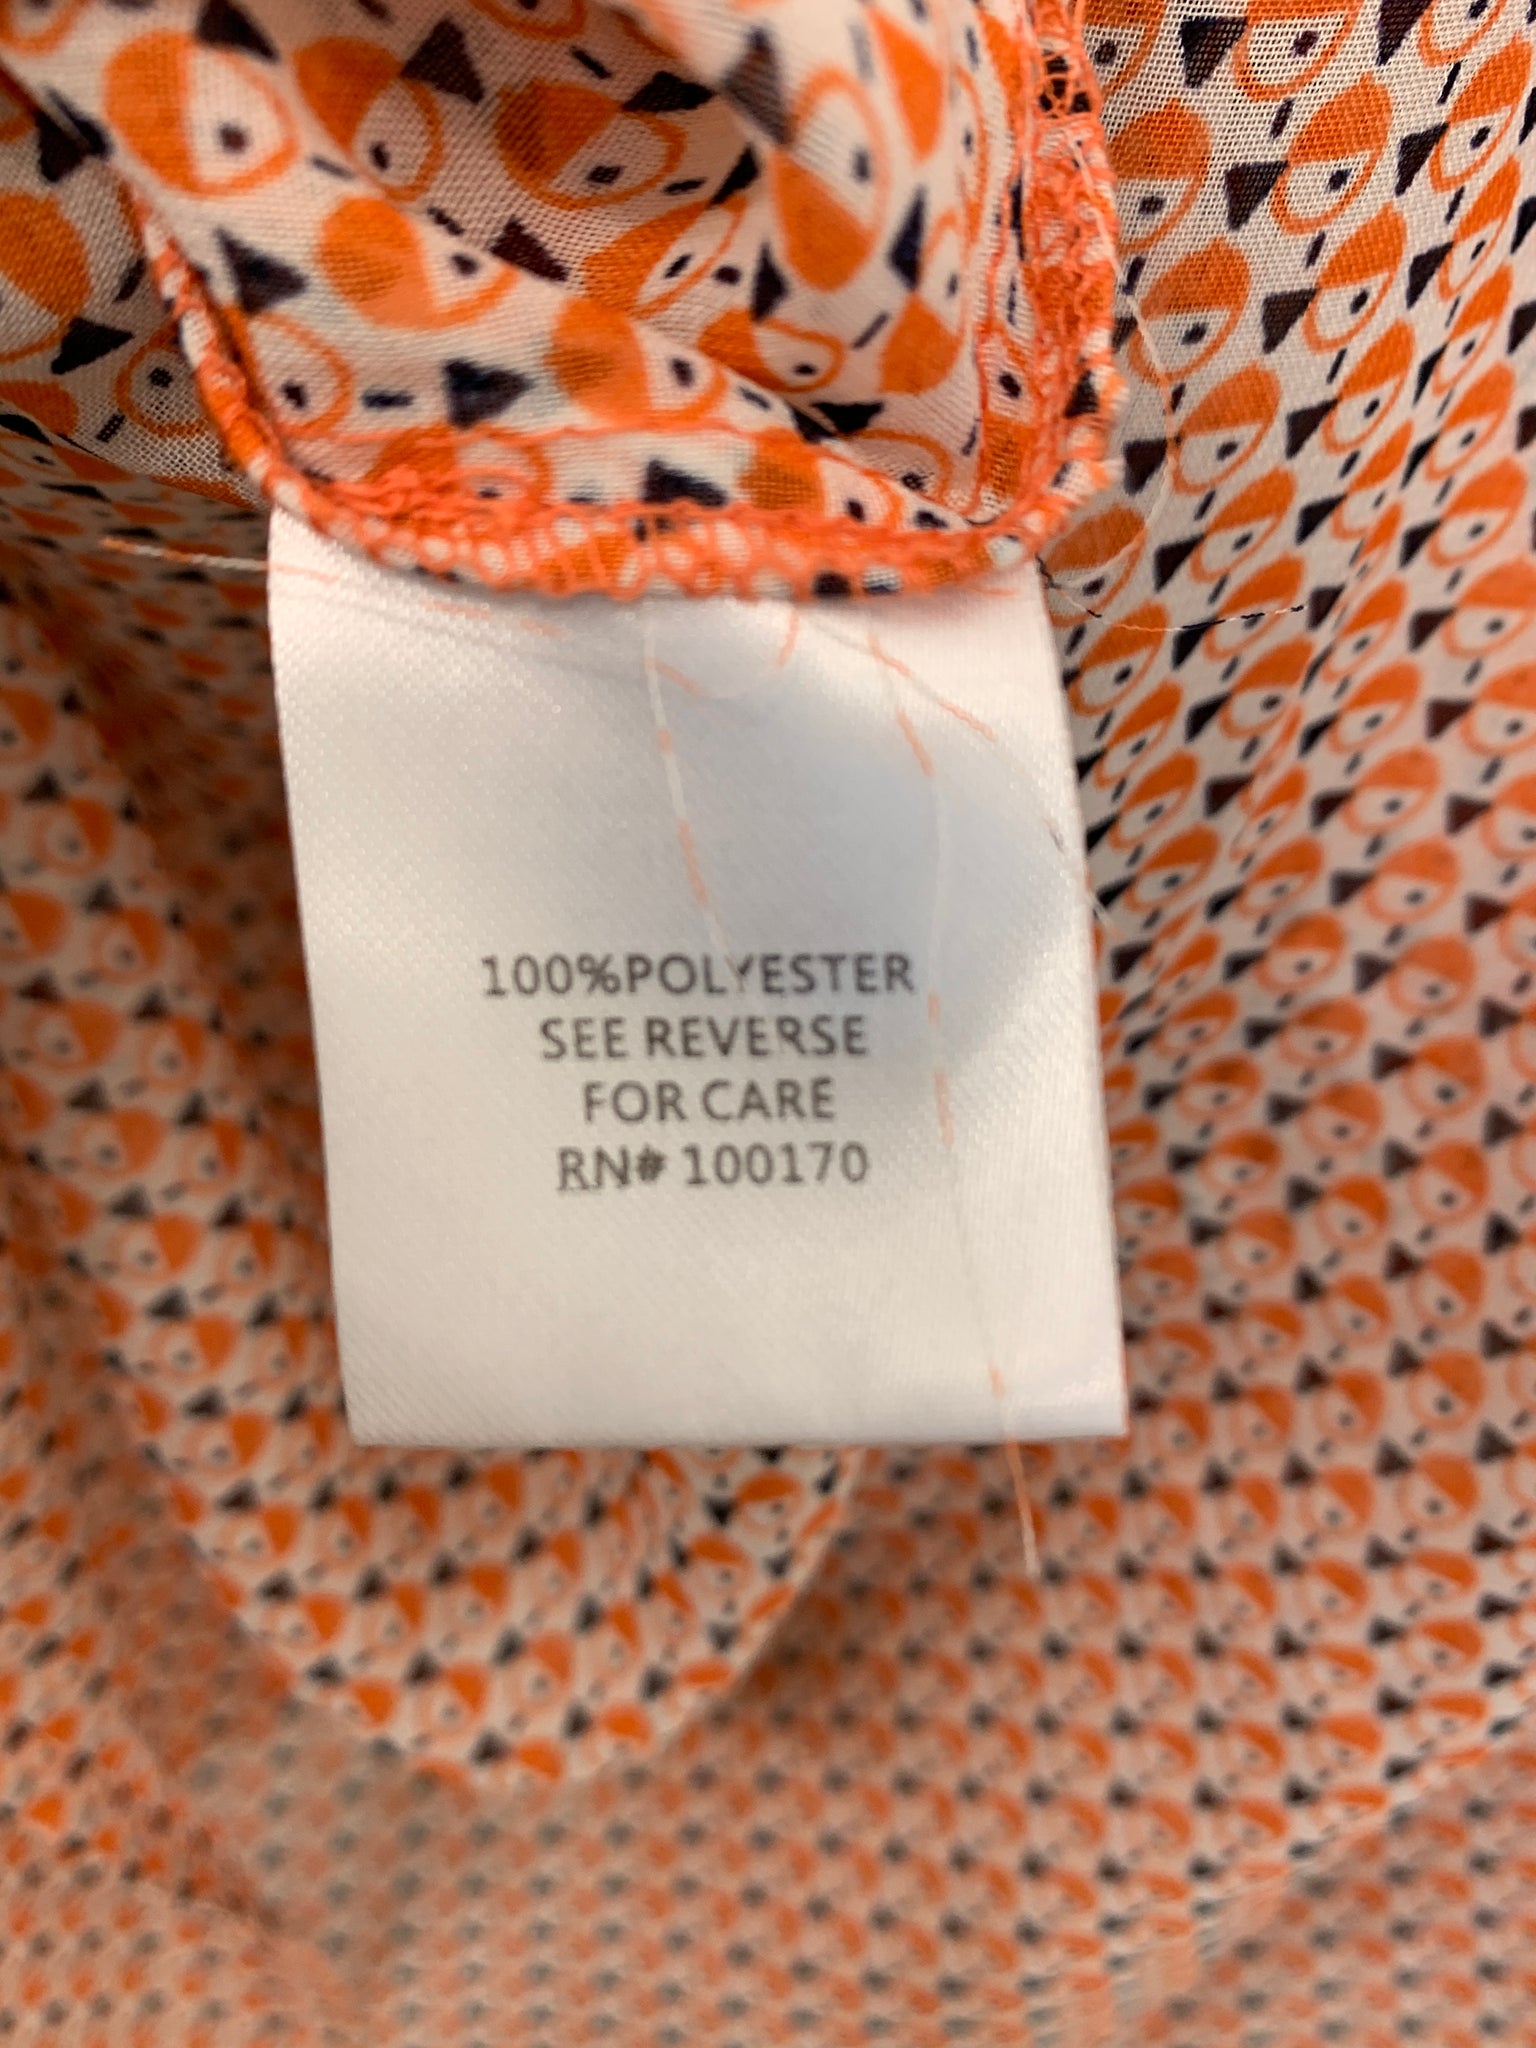 100%POLYESTER
SEE REVERSE
FOR CARE
RN# 100170